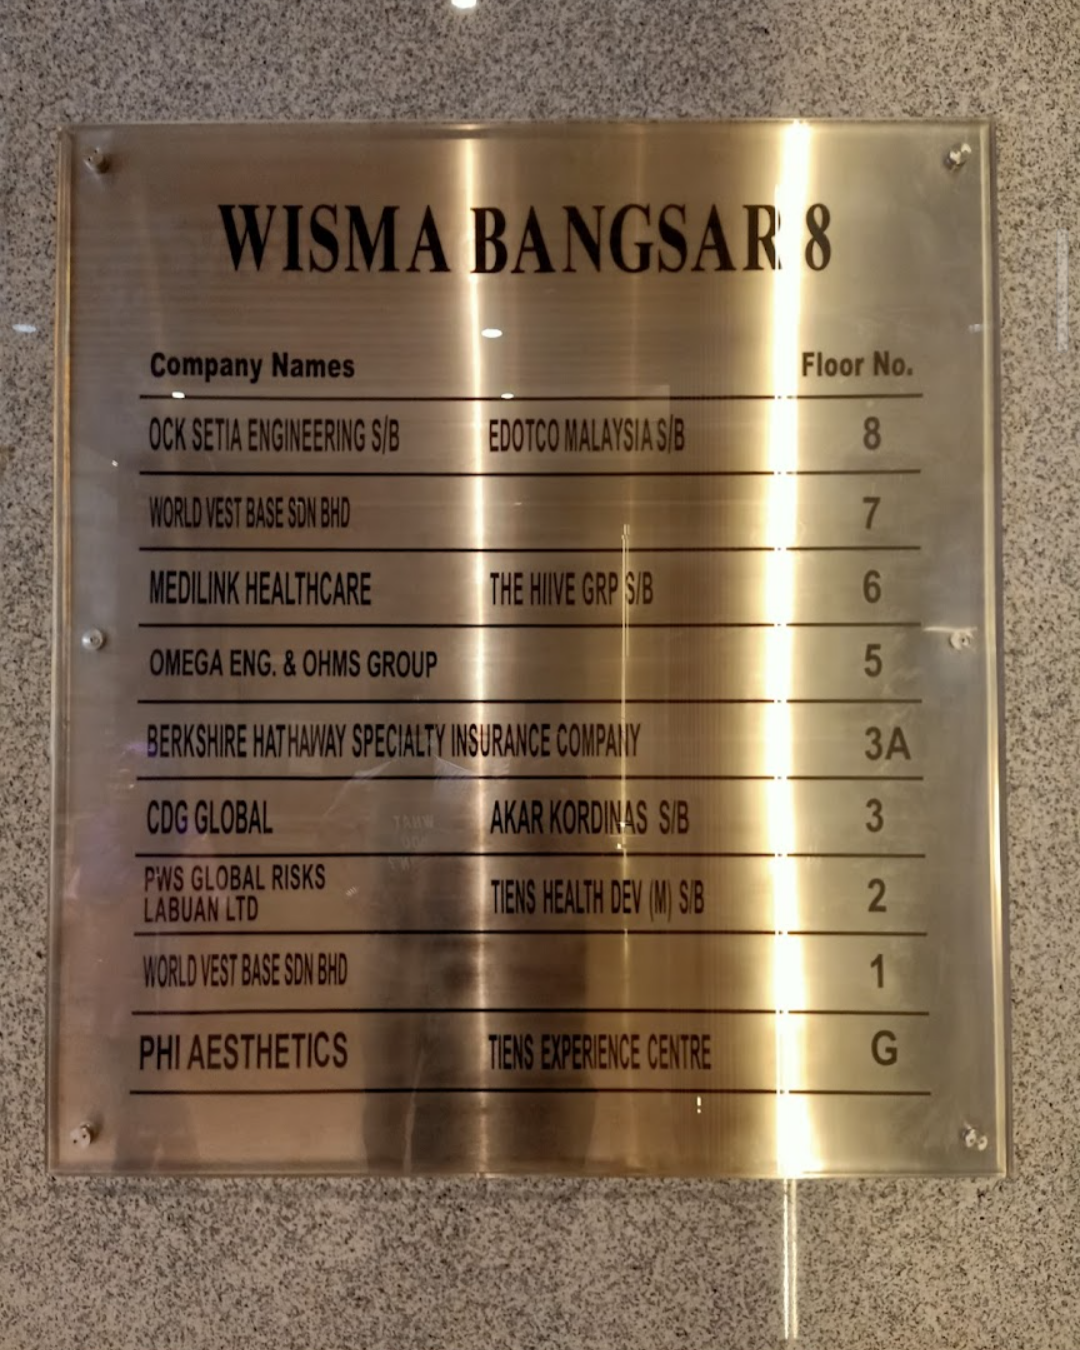 WISMA BANGSAR 8
Company Names Floor No.
OCK SETIA ENGINEERING S/B EDOTCO MALAYSIA S/B 8
WORLD VEST BASE SDN BHD 7
MEDILINK HEALTHCARE THE HIIVE GRP S/B 6
OMEGA ENG. & OHMS GROUP 5
BERKSHIRE HATHAWAY SPECIALTY INSURANCE COMPANY 3A
CDG GLOBAL AKAR KORDINAS S/B 3
PWS GLOBAL RISKS
LABUAN LTD TIENS HEALTH DEV (M) S/B 2
WORLD VEST BASE SDN BHD 1
PHI AESTHETICS TIENS EXPERIENCE CENTRE G